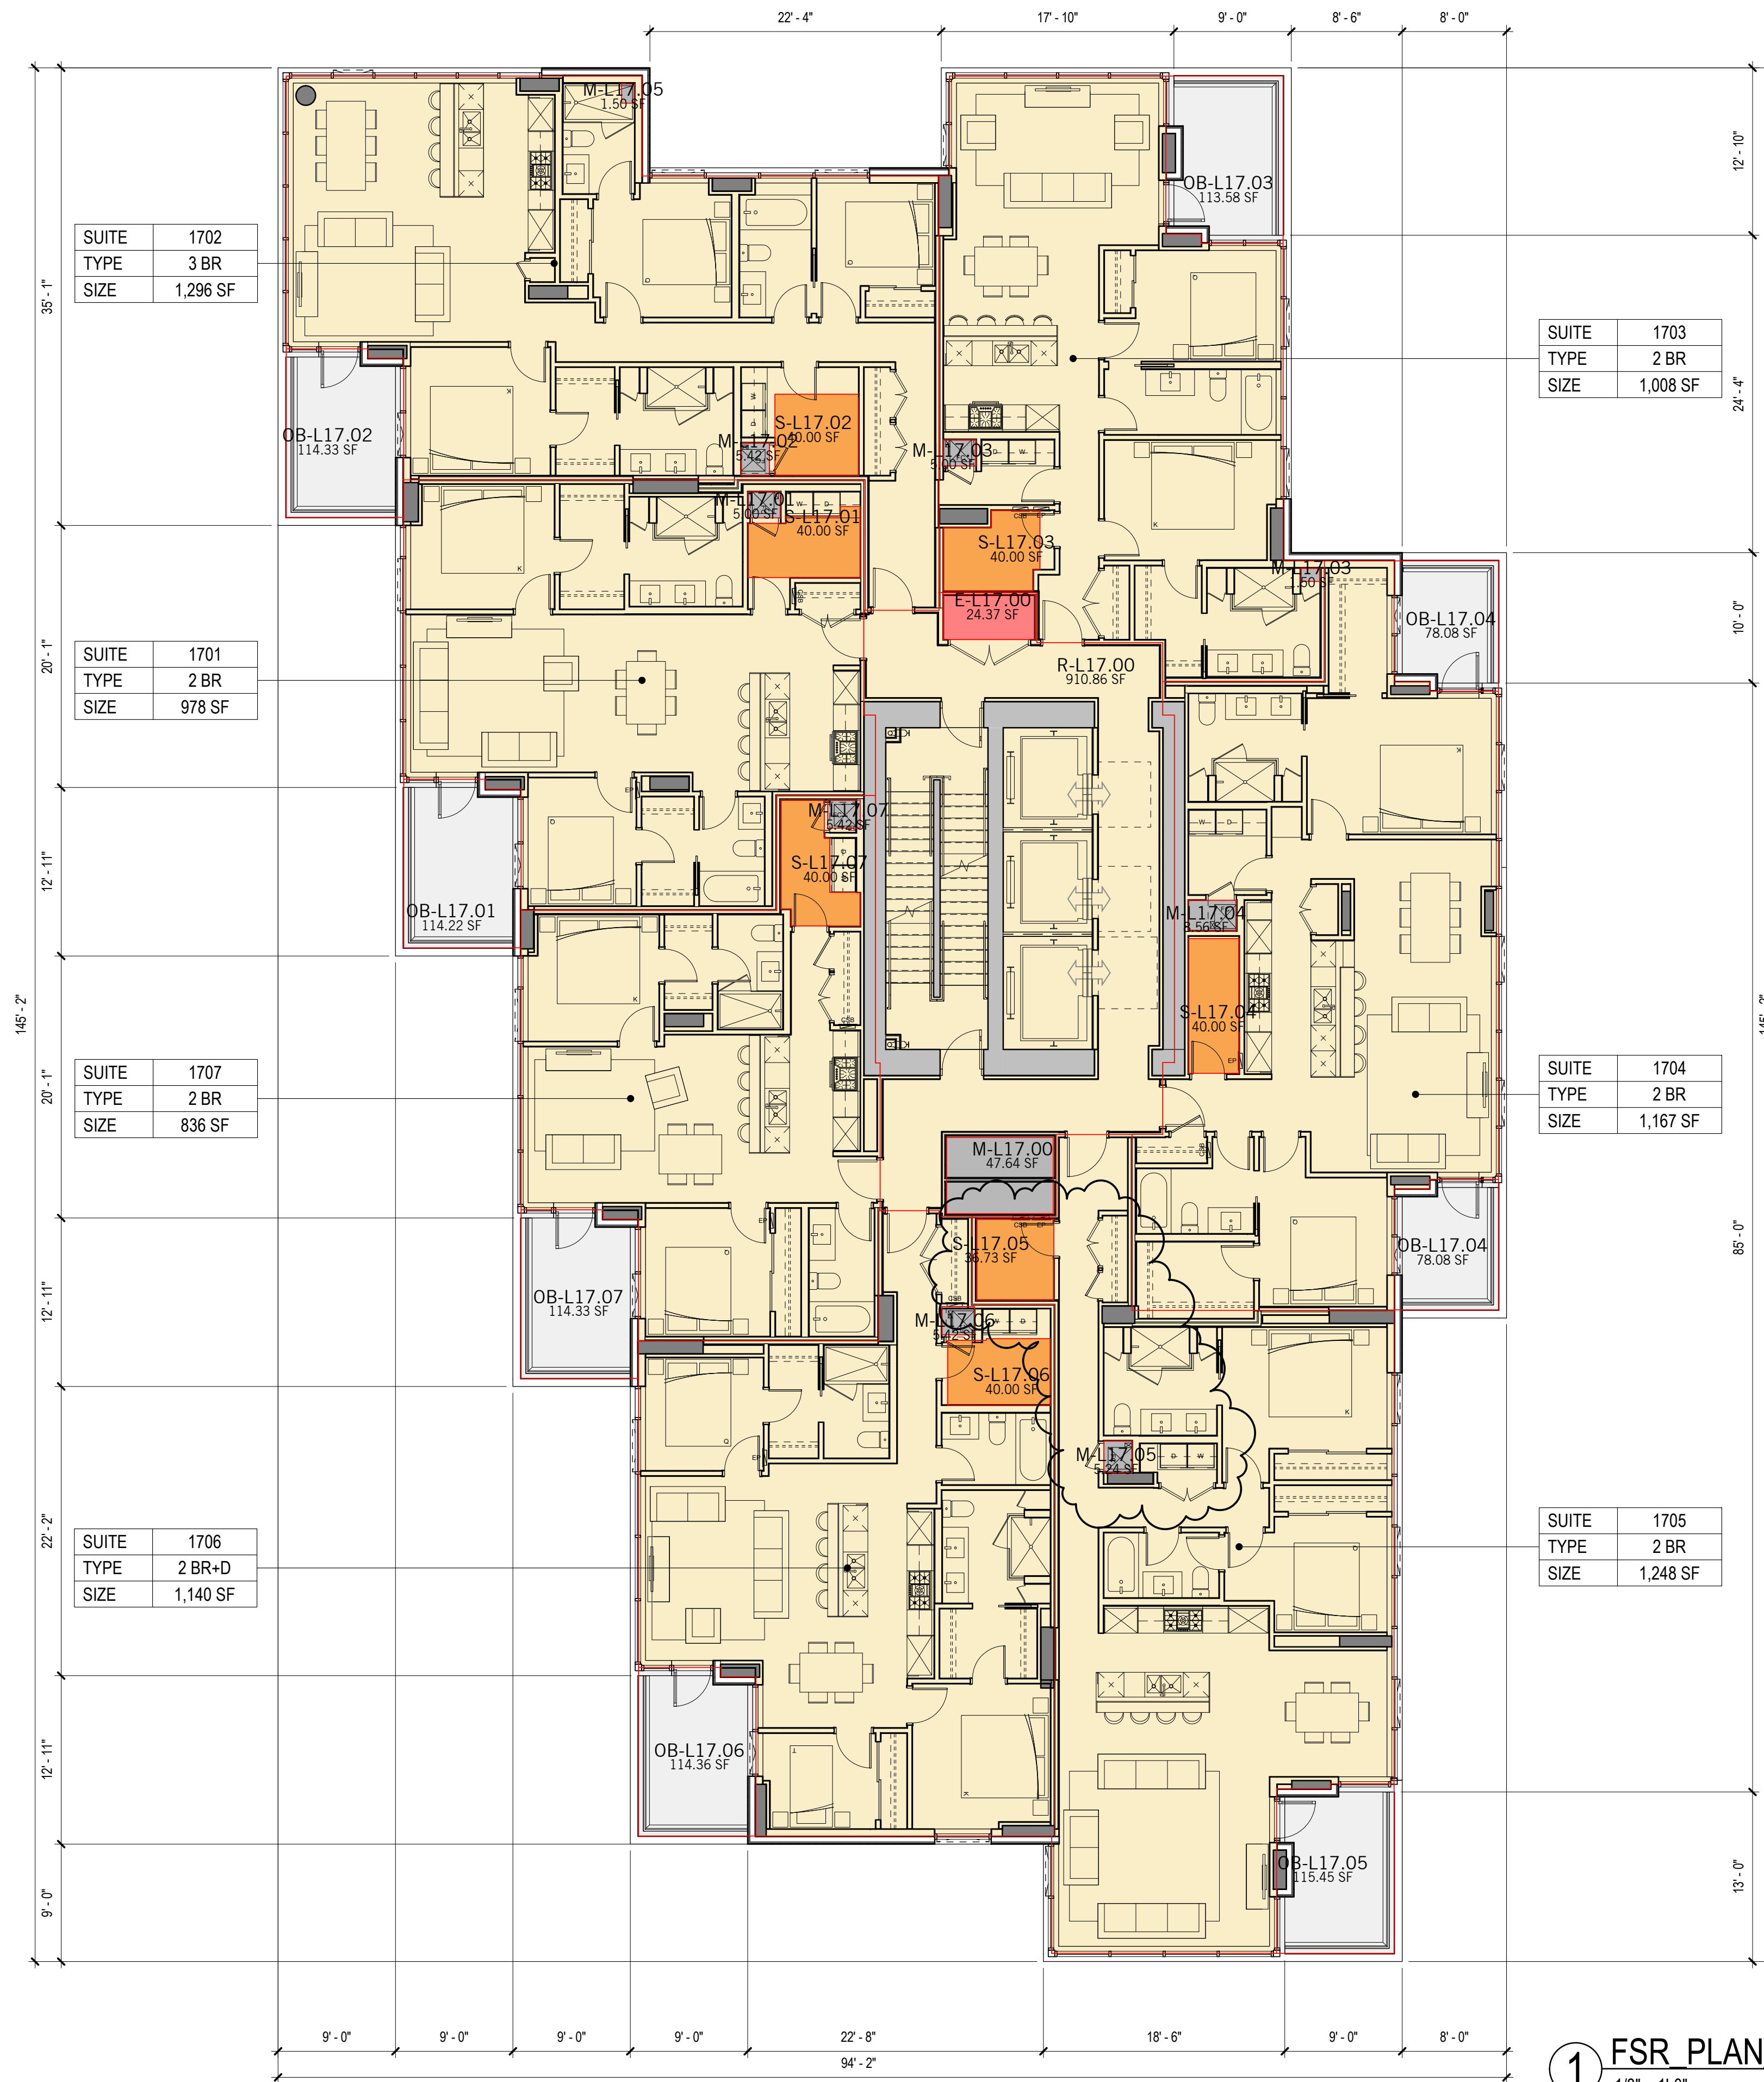 22' - 4"
17' - 10"
9' - 0"
8' - 6"
8' - 0"
M-L17.05
1.50 SF
12' - 10"
OB-L17.03
113.58 SF
SUITE 1702
TYPE 3 BR
SIZE 1,296 SF
35' - 1"
SUITE 1703
TYPE 2 BR
SIZE 1,008 SF
24' - 4"
OB-L17.02
114.33 SF
S-L17.02
40.00 SF
M-L17.02
5.42 SF
M-L17.03
5.00 SF
M-L17.01
5.00 SF
S-L17.01
40.00 SF
S-L17.03
40.00 SF
M-L17.03
1.50 SF
E-L17.00
24.37 SF
OB-L17.04
78.08 SF
10' - 0"
20' - 1"
SUITE 1701
TYPE 2 BR
SIZE 978 SF
R-L17.00
910.86 SF
M-L17.07
5.42 SF
S-L17.07
40.00 SF
12' - 11"
OB-L17.01
114.22 SF
M-L17.04
3.56 SF
145' - 2"
S-L17.04
40.00 SF
EP
20' - 1"
SUITE 1707
TYPE 2 BR
SIZE 836 SF
SUITE 1704
TYPE 2 BR
SIZE 1,167 SF
M-L17.00
47.64 SF
CSB EP
S-L17.05
36.73 SF
OB-L17.04
78.08 SF
85' - 0"
12' - 11"
OB-L17.07
114.33 SF
M-L17.06
5.42 SF
S-L17.06
40.00 SF
M-L17.05
5.24 SF
D W
22' - 2"
SUITE 1706
TYPE 2 BR+D
SIZE 1,140 SF
SUITE 1705
TYPE 2 BR
SIZE 1,248 SF
12' - 11"
OB-L17.06
114.36 SF
OB-L17.05
115.45 SF
9' - 0"
13' - 0"
9' - 0"
9' - 0"
9' - 0"
9' - 0"
22' - 8"
18' - 6"
9' - 0"
8' - 0"
94' - 2"
1 FSR_PLAN